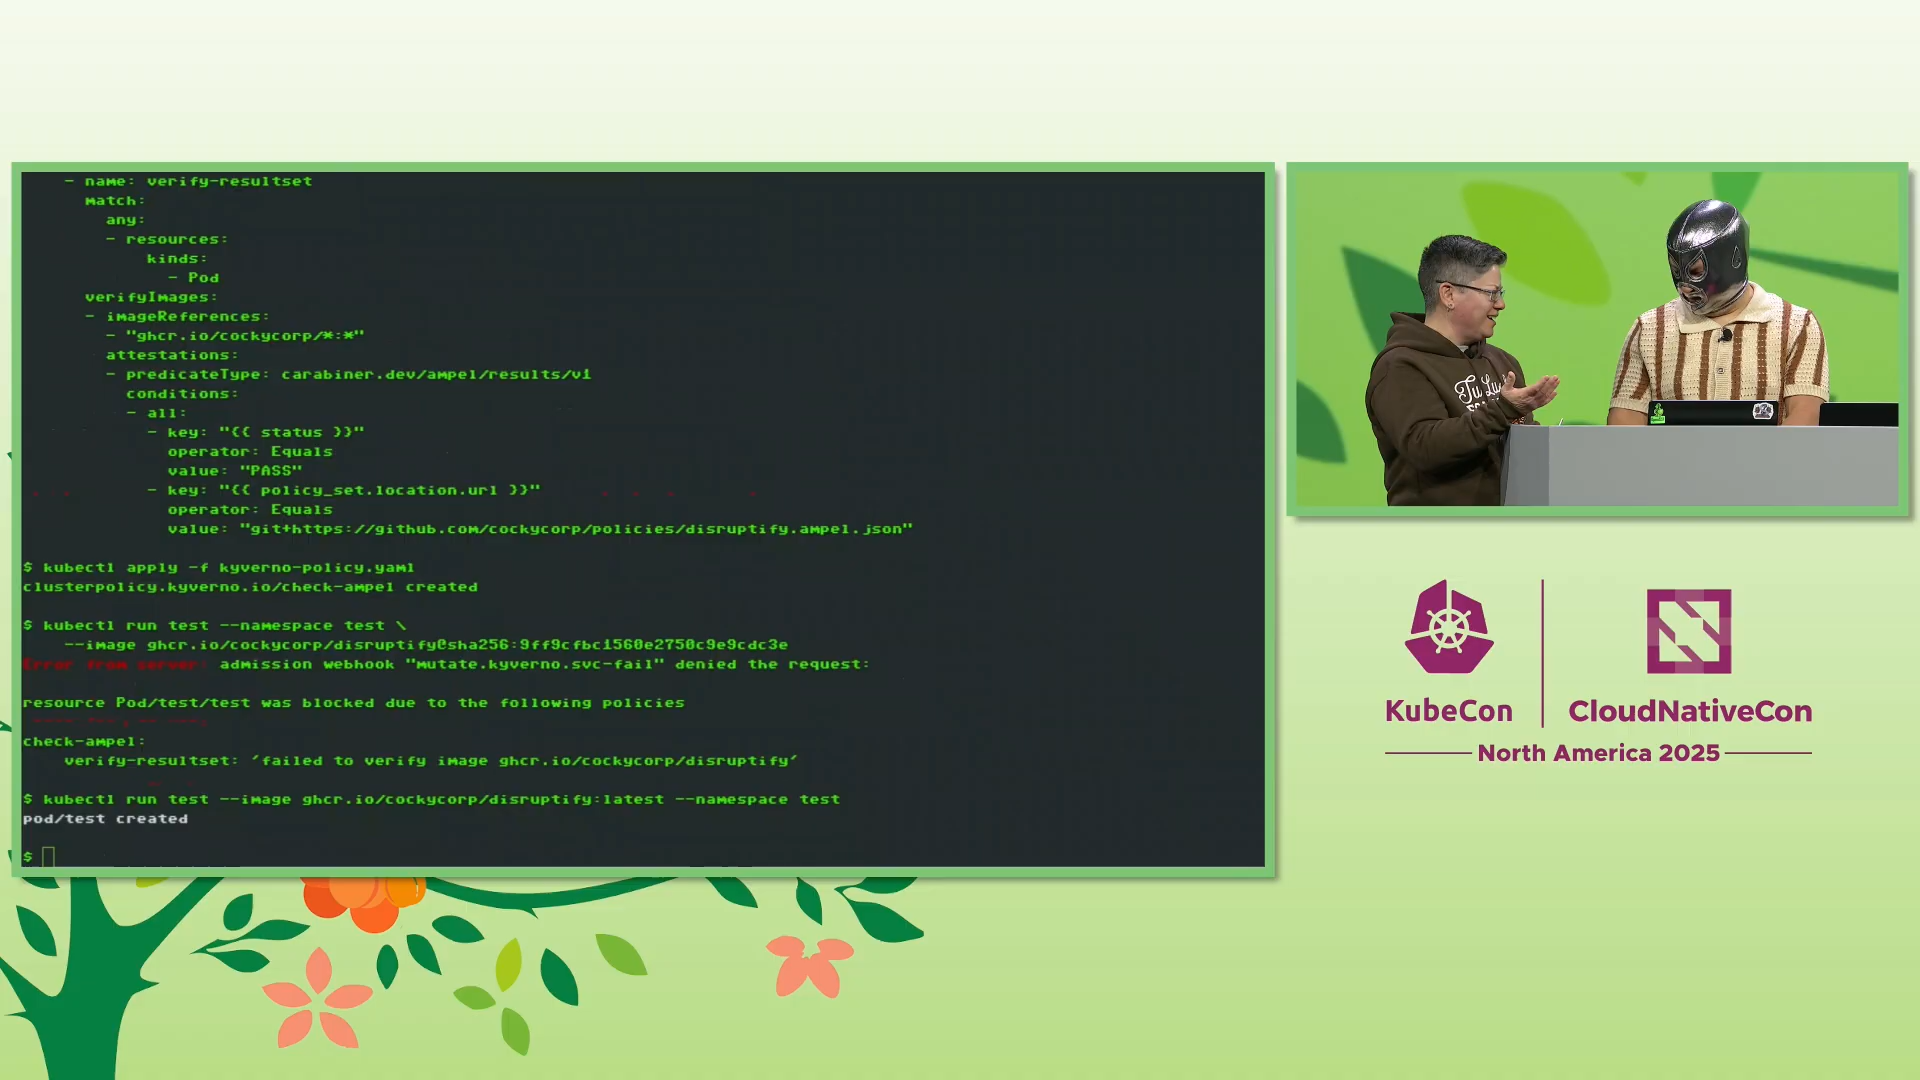 - name: verify-resultset
match:
any:
- resources:
kinds:
- Pod
verifyImages:
- imageReferences:
- "ghcr.io/cockycorp/*:*"
attestations:
- predicateType: carabiner.dev/ampel/results/v1
conditions:
- all:
- key: "{{ status }}"
operator: Equals
value: "PASS"
- key: "{{ policy_set.location.url }}"
operator: Equals
value: "git+https://github.com/cockycorp/policies/disruptify.ampel.json"
$ kubectl apply -f kyverno-policy.yaml
clusterpolicy.kyverno.io/check-ampel created
$ kubectl run test --namespace test \
--image ghcr.io/cockycorp/disruptify@sha256:9ff9cfbc1560e2750c9e9cdc3e
Error from server: admission webhook "mutate.kyverno.svc-fail" denied the request:
resource Pod/test/test was blocked due to the following policies
check-ampel:
verify-resultset: 'failed to verify image ghcr.io/cockycorp/disruptify'
$ kubectl run test --image ghcr.io/cockycorp/disruptify:latest --namespace test
pod/test created
$
Tu Luc
KubeCon
CloudNativeCon
North America 2025